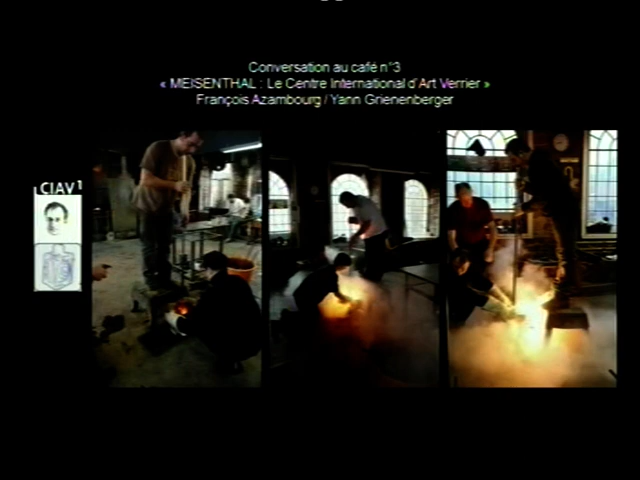 Conversation au café n°3
« MEISENTHAL : Le Centre International d'Art Verrier »
François Azambourg / Yann Grienenberger
CIAV